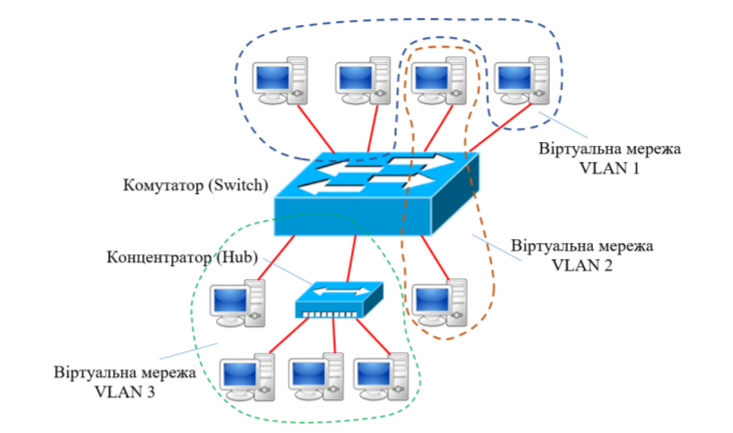 Віртуальна мережа
VLAN 1
Комутатор (Switch)
Віртуальна мережа
VLAN 2
Концентратор (Hub)
Віртуальна мережа
VLAN 3